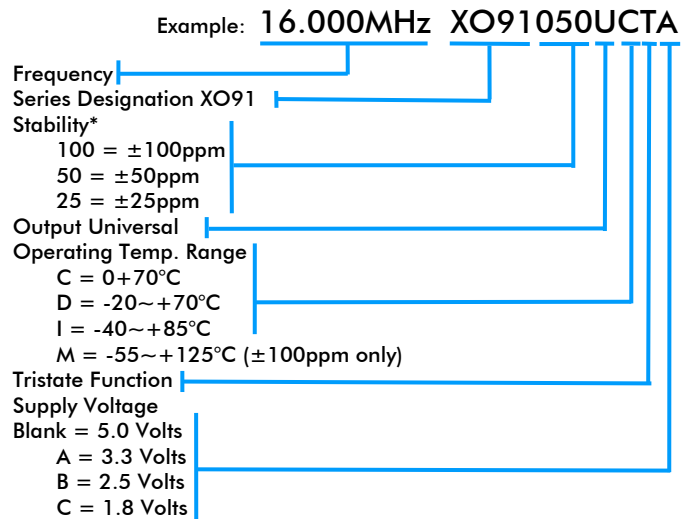 Example: 16.000MHz XO91050UCTA
Frequency
Series Designation XO91
Stability*
100 = ±100ppm
50 = ±50ppm
25 = ±25ppm
Output Universal
Operating Temp. Range
C = 0+70°C
D = -20~+70°C
I = -40~+85°C
M = -55~+125°C (±100ppm only)
Tristate Function
Supply Voltage
Blank = 5.0 Volts
A = 3.3 Volts
B = 2.5 Volts
C = 1.8 Volts